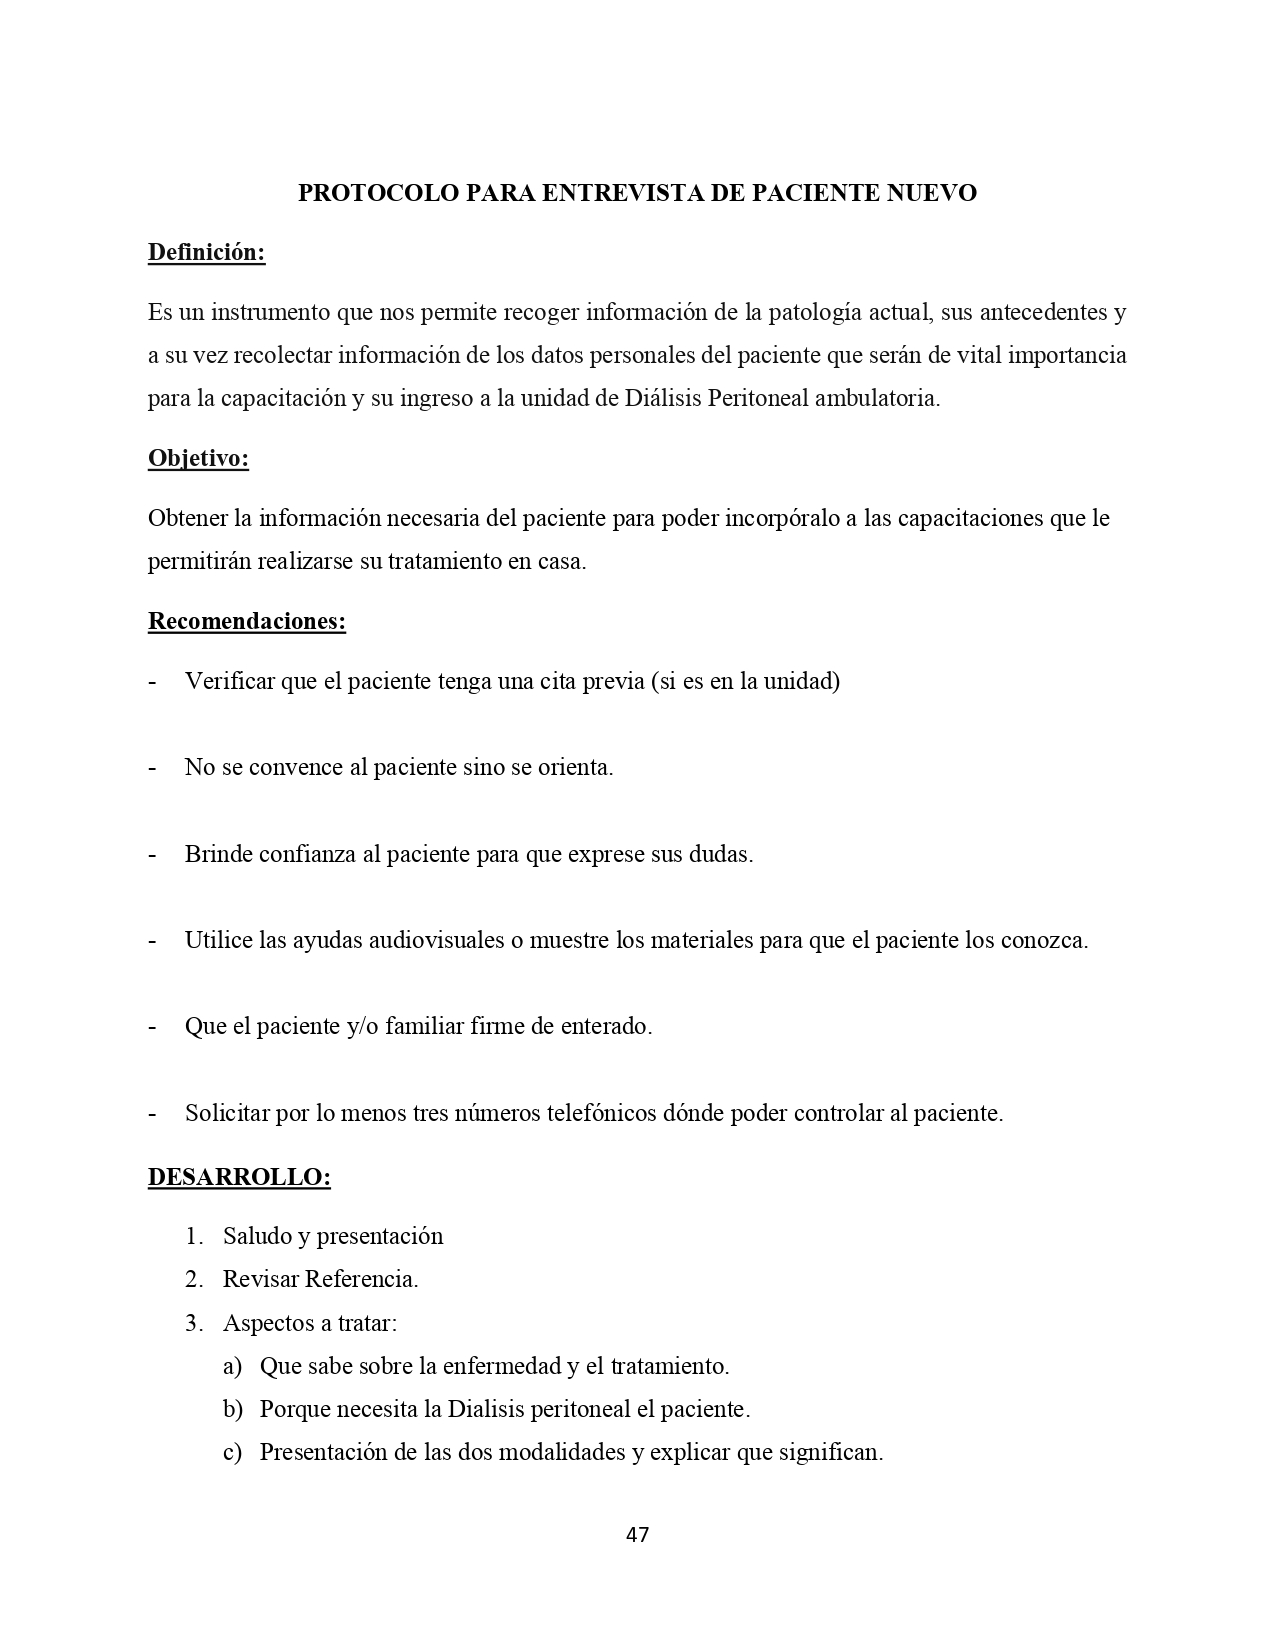 PROTOCOLO PARA ENTREVISTA DE PACIENTE NUEVO
Definición:
Es un instrumento que nos permite recoger información de la patología actual, sus antecedentes y
a su vez recolectar información de los datos personales del paciente que serán de vital importancia
para la capacitación y su ingreso a la unidad de Diálisis Peritoneal ambulatoria.
Objetivo:
Obtener la información necesaria del paciente para poder incorpóralo a las capacitaciones que le
permitirán realizarse su tratamiento en casa.
Recomendaciones:
- Verificar que el paciente tenga una cita previa (si es en la unidad)
- No se convence al paciente sino se orienta.
- Brinde confianza al paciente para que exprese sus dudas.
- Utilice las ayudas audiovisuales o muestre los materiales para que el paciente los conozca.
- Que el paciente y/o familiar firme de enterado.
- Solicitar por lo menos tres números telefónicos dónde poder controlar al paciente.
DESARROLLO:
1. Saludo y presentación
2. Revisar Referencia.
3. Aspectos a tratar:
a) Que sabe sobre la enfermedad y el tratamiento.
b) Porque necesita la Dialisis peritoneal el paciente.
c) Presentación de las dos modalidades y explicar que significan.
47